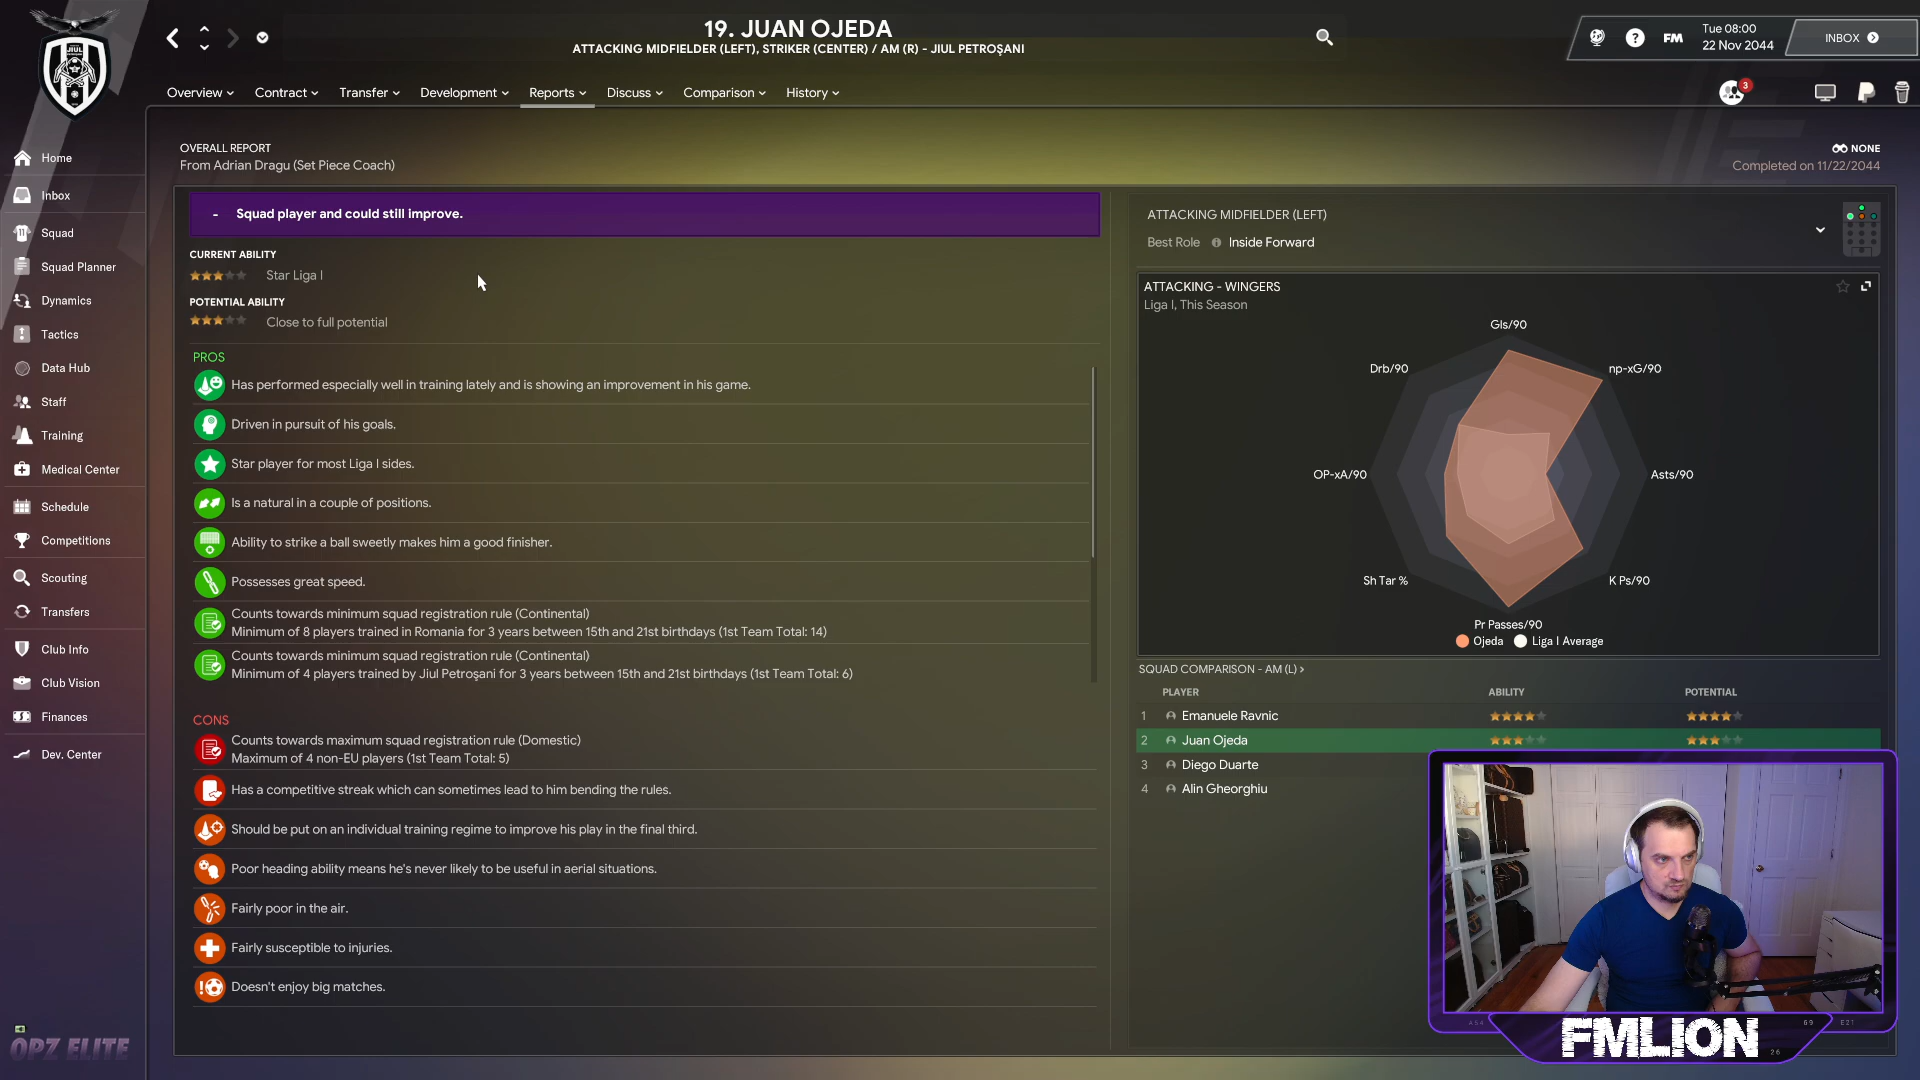 19. JUAN OJEDA
ATTACKING MIDFIELDER (LEFT), STRIKER (CENTER) / AM (R) - JIUL PETROȘANI
FM
Tue 08:00
22 Nov 2044
INBOX
Overview
Contract
Transfer
Development
Reports
Discuss
Comparison
History
3
JIUL
Home
Inbox
Squad
Squad Planner
Dynamics
Tactics
Data Hub
Staff
Training
Medical Center
Schedule
Competitions
Scouting
Transfers
Club Info
Club Vision
Finances
Dev. Center
OPZ ELITE
OVERALL REPORT
From Adrian Dragu (Set Piece Coach)
NONE
Completed on 11/22/2044
- Squad player and could still improve.
CURRENT ABILITY
Star Liga I
POTENTIAL ABILITY
Close to full potential
PROS
Has performed especially well in training lately and is showing an improvement in his game.
Driven in pursuit of his goals.
Star player for most Liga I sides.
Is a natural in a couple of positions.
Ability to strike a ball sweetly makes him a good finisher.
Possesses great speed.
Counts towards minimum squad registration rule (Continental)
Minimum of 8 players trained in Romania for 3 years between 15th and 21st birthdays (1st Team Total: 14)
Counts towards minimum squad registration rule (Continental)
Minimum of 4 players trained by Jiul Petroșani for 3 years between 15th and 21st birthdays (1st Team Total: 6)
CONS
Counts towards maximum squad registration rule (Domestic)
Maximum of 4 non-EU players (1st Team Total: 5)
Has a competitive streak which can sometimes lead to him bending the rules.
Should be put on an individual training regime to improve his play in the final third.
Poor heading ability means he's never likely to be useful in aerial situations.
Fairly poor in the air.
Fairly susceptible to injuries.
Doesn't enjoy big matches.
ATTACKING MIDFIELDER (LEFT)
Best Role Inside Forward
ATTACKING - WINGERS
Liga I, This Season
Gls/90
Drb/90
np-xG/90
OP-xA/90
Asts/90
Sh Tar %
K Ps/90
Pr Passes/90
Ojeda
Liga I Average
SQUAD COMPARISON - AM (L) >
PLAYER ABILITY POTENTIAL
1 Emanuele Ravnic
2 Juan Ojeda
3 Diego Duarte
4 Alin Gheorghiu
A54
69
E21
FMLION
26